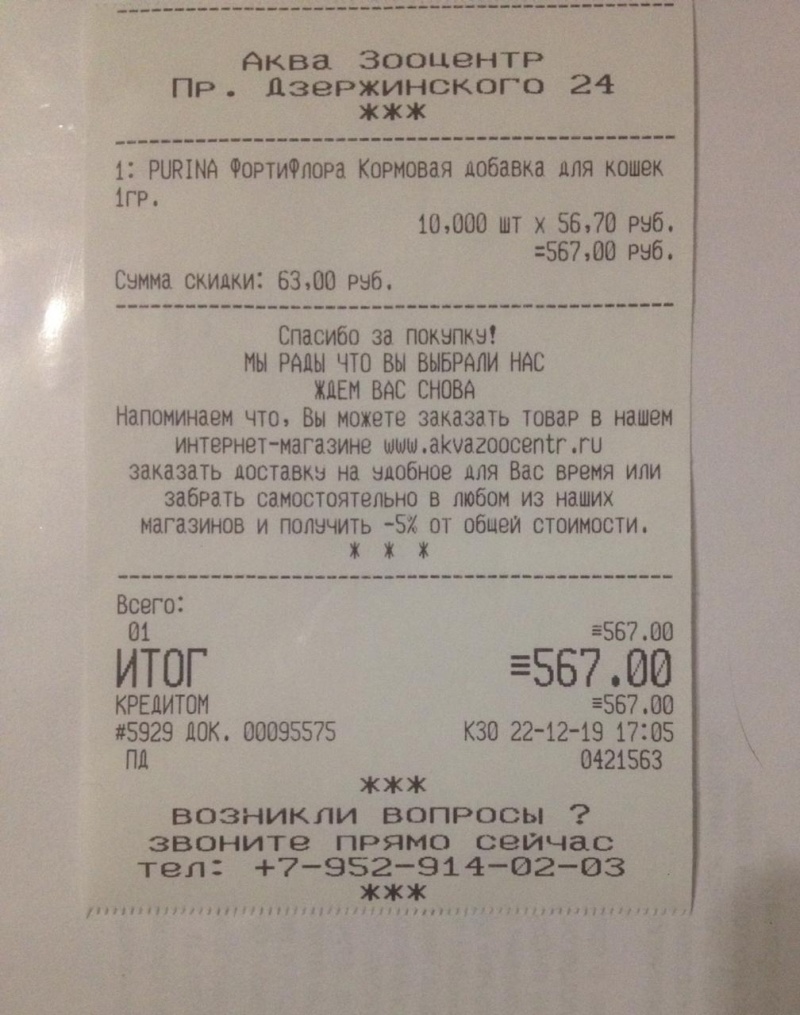 Аква Зооцентр
Пр. Дзержинского 24
***
1: PURINA ФортиФлора Кормовая добавка для кошек
1гр.
10,000 шт X 56,70 руб.
=567,00 руб.
Сумма скидки: 63,00 руб.
Спасибо за покупку!
МЫ РАДЫ ЧТО ВЫ ВЫБРАЛИ НАС
ЖДЕМ ВАС СНОВА
Напоминаем что, Вы можете заказать товар в нашем
интернет-магазине www.akvazoocentr.ru
заказать доставку на удобное для Вас время или
забрать самостоятельно в любом из наших
магазинов и получить -5% от общей стоимости.
* * *
Всего:
01 ≡567.00
ИТОГ ≡567.00
КРЕДИТОМ ≡567.00
#5929 ДОК. 00095575 К30 22-12-19 17:05
ПД 0421563
***
возникли вопросы ?
звоните прямо сейчас
тел: +7-952-914-02-03
***